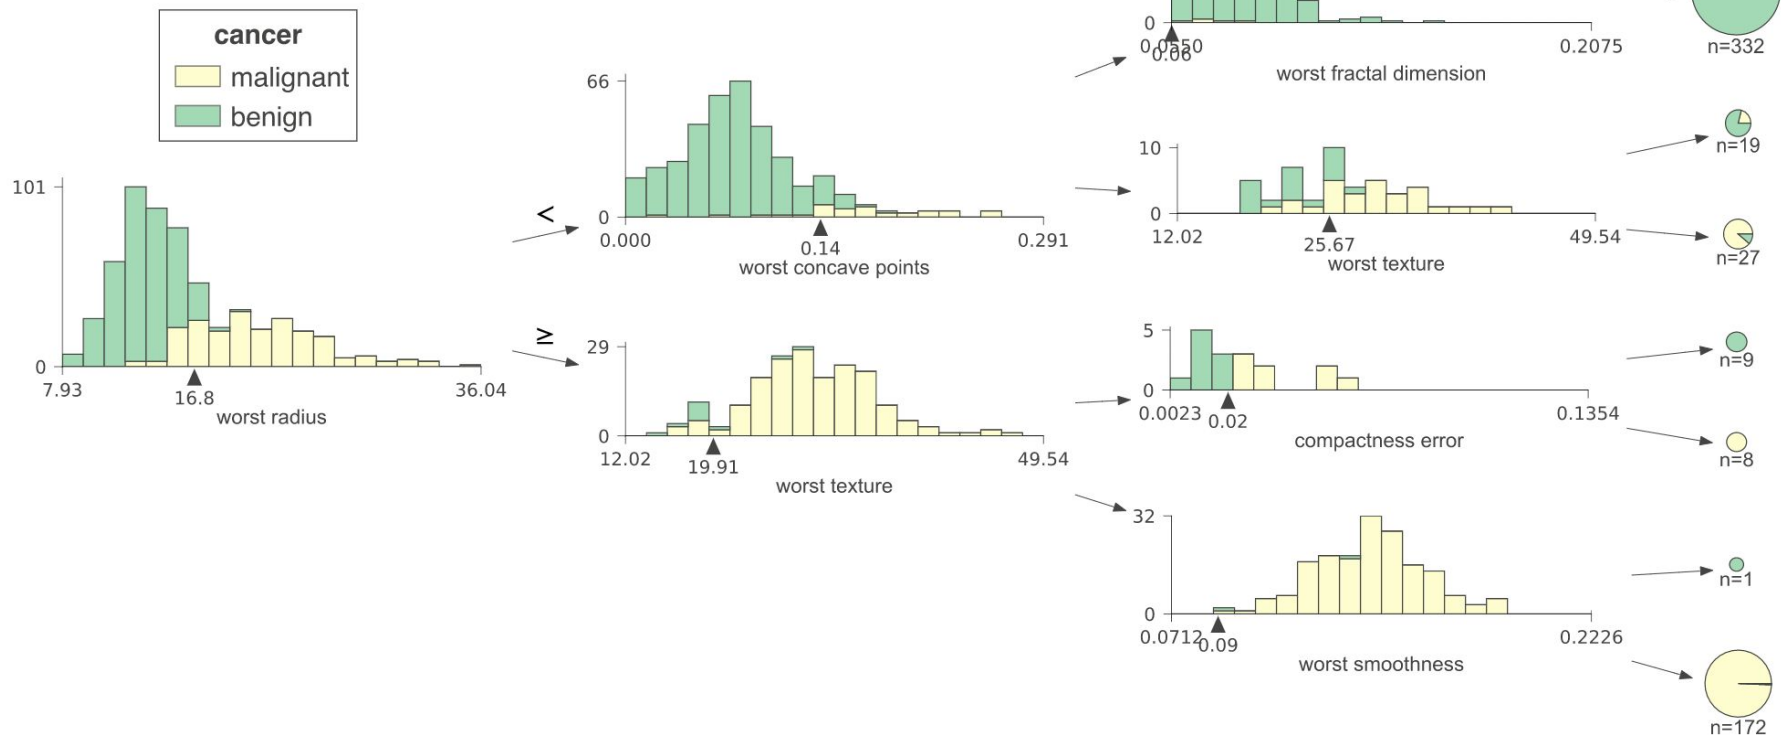 cancer
malignant
benign
101
0
7.93
16.8
36.04
worst radius
<
≥
66
0
0.000
0.14
0.291
worst concave points
29
0
12.02
19.91
49.54
worst texture
0
0.0550
0.06
0.2075
worst fractal dimension
10
0
12.02
25.67
49.54
worst texture
5
0
0.0023
0.02
0.1354
compactness error
32
0
0.0712
0.09
0.2226
worst smoothness
n=332
n=19
n=27
n=9
n=8
n=1
n=172